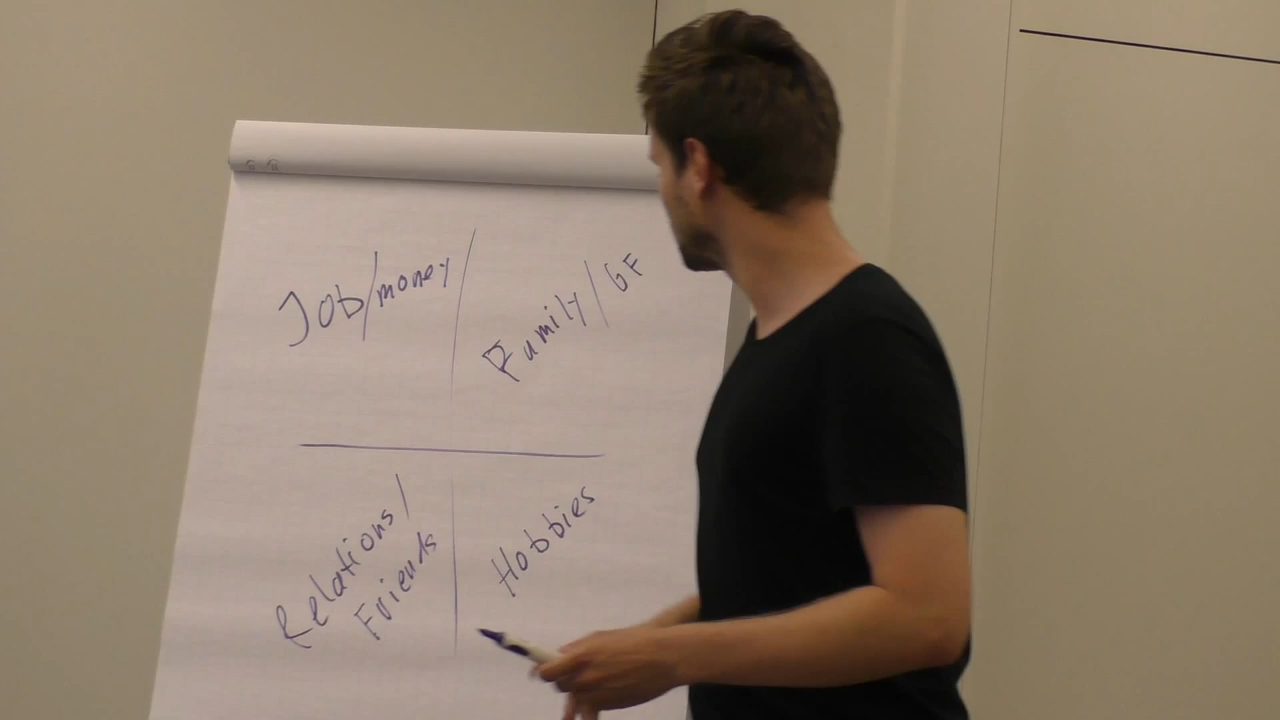 Job/money
Family/GF
Relations/
Friends
Hobbies